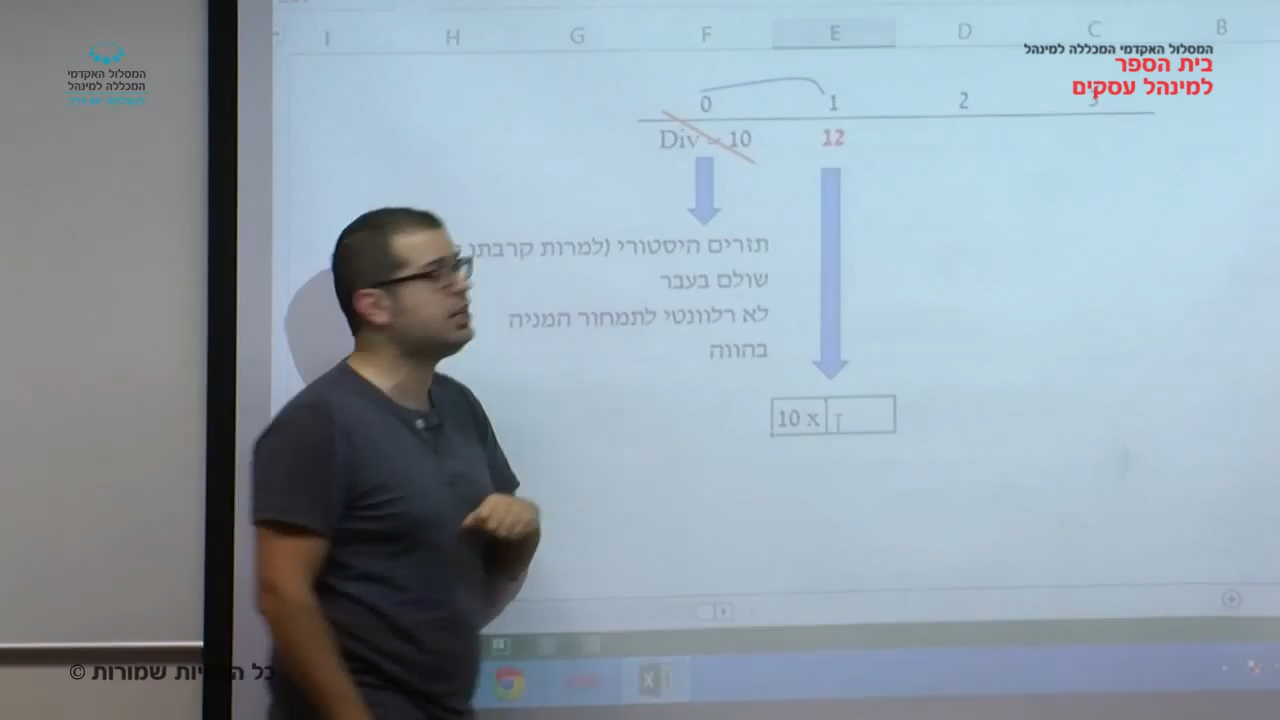 המסלול האקדמי
המכללה למינהל
המסלול האקדמי המכללה למינהל
בית הספר
למינהל עסקים
I H G F E D C B
0 1 2 3
Div = 10 12
תזרים היסטורי (למרות קרבתו
שולם בעבר
לא רלוונטי לתמחור המניה
בהווה
10 x
כל שמורות ©